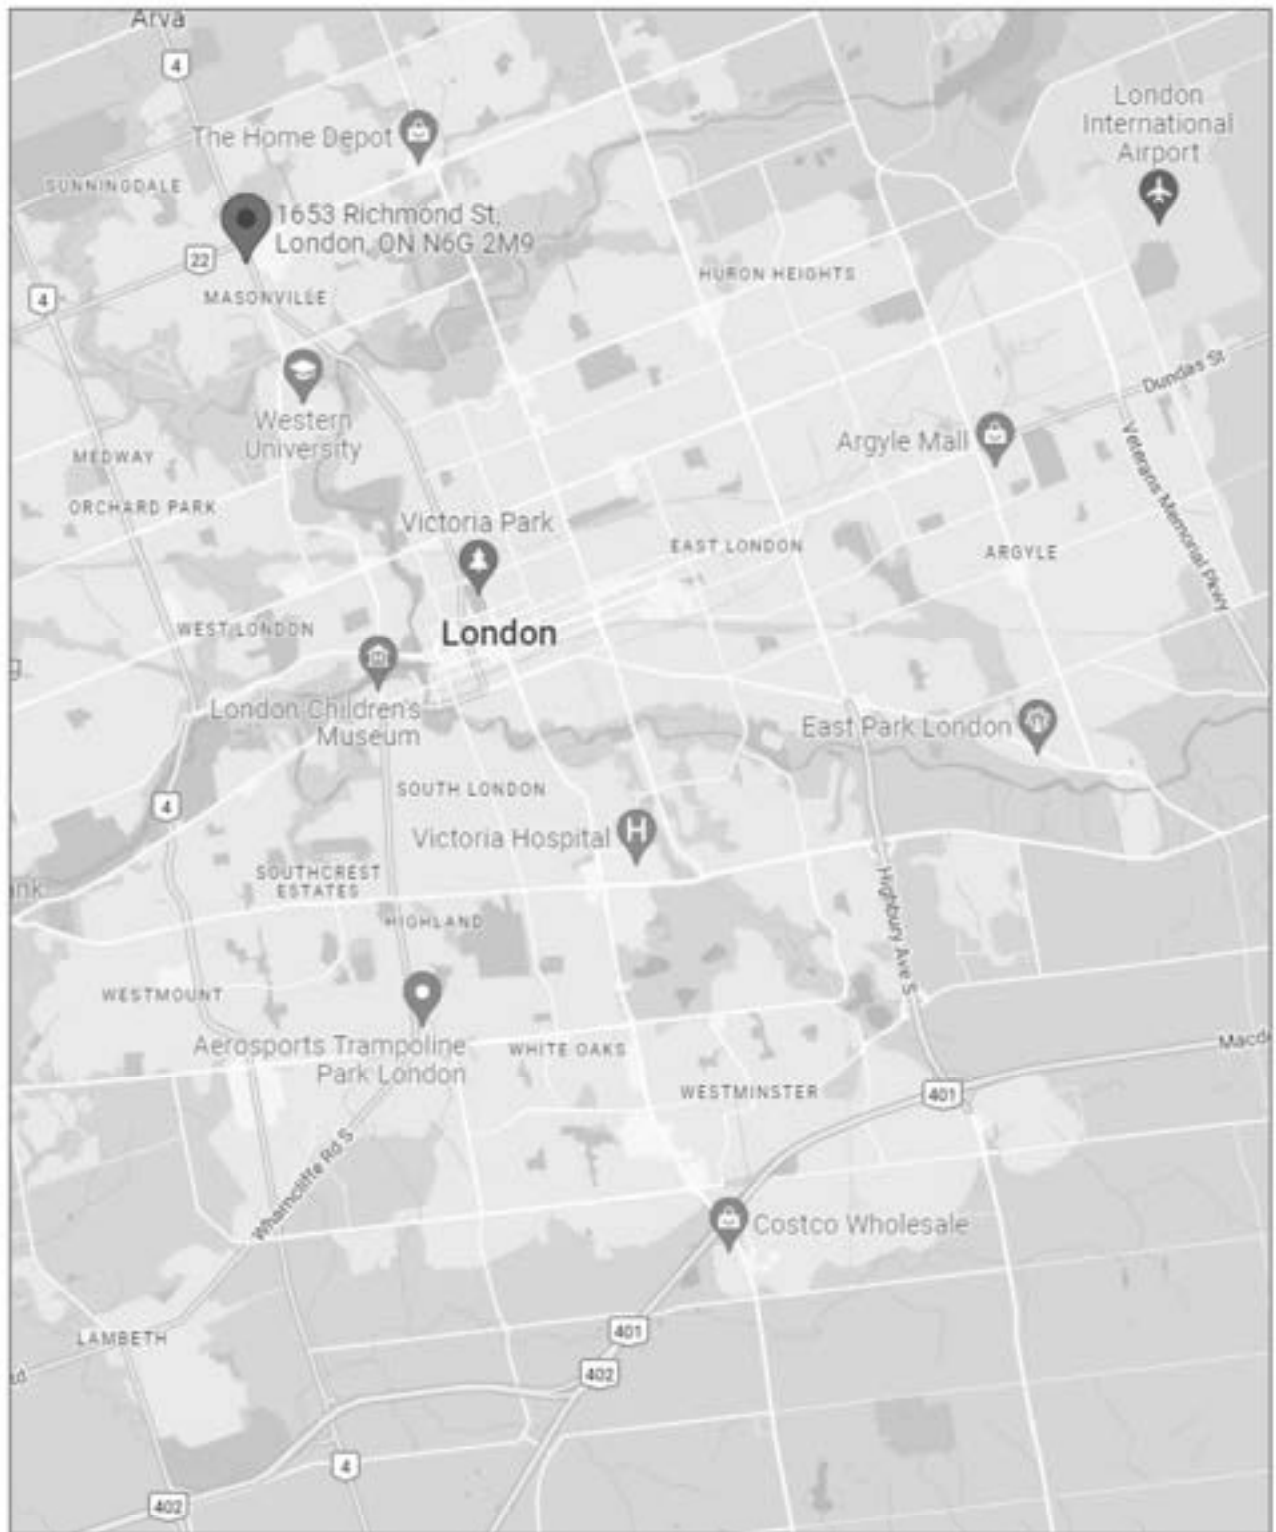 Arva
4
The Home Depot
London
International
Airport
SUNNINGDALE
1653 Richmond St,
London, ON N6G 2M9
22
4
MASONVILLE
HURON HEIGHTS
Dundas St
Western
University
Argyle Mall
MEDWAY
Veterans Memorial Pkwy
ORCHARD PARK
Victoria Park
EAST LONDON
ARGYLE
WEST LONDON
London
London Children's
Museum
East Park London
SOUTH LONDON
4
Victoria Hospital
H
SOUTHCREST
ESTATES
HIGHLAND
Highbury Ave S
WESTMOUNT
Aerosports Trampoline
Park London
WHITE OAKS
WESTMINSTER
401
Wharncliffe Rd S
Costco Wholesale
LAMBETH
401
402
4
402